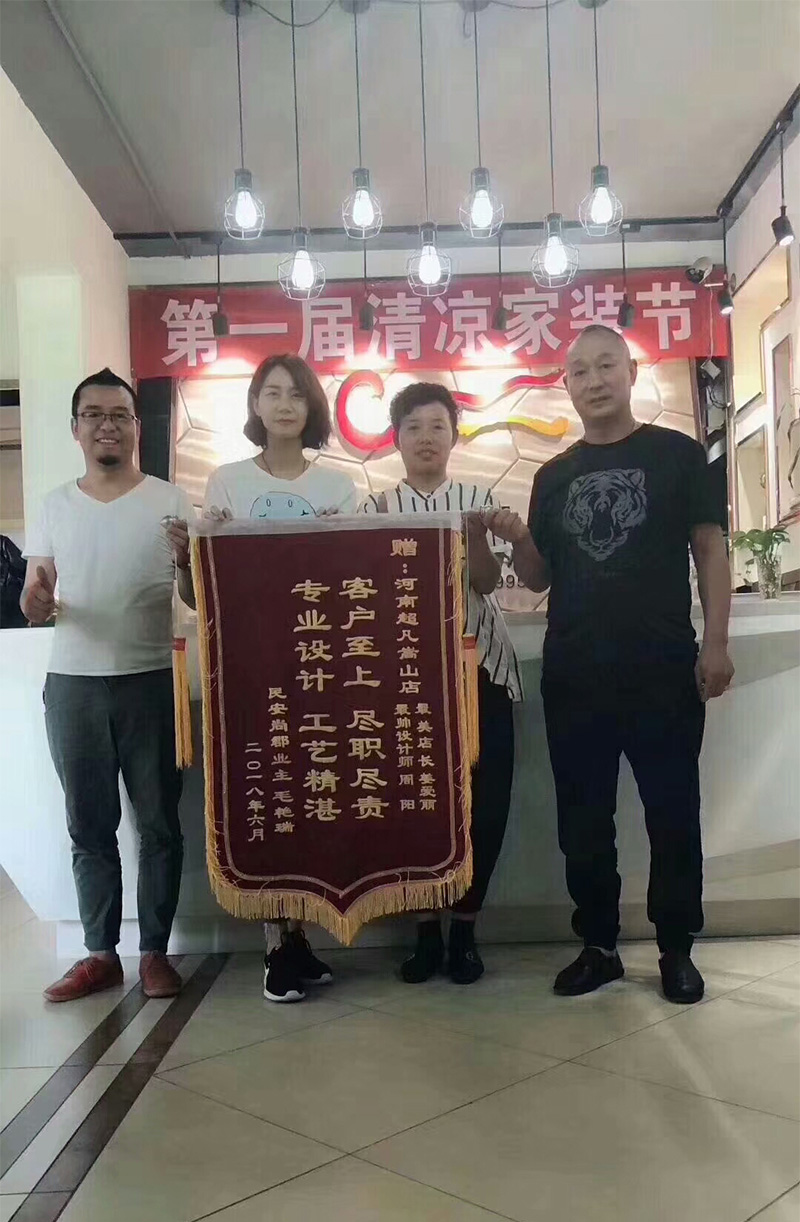 第一届清凉家装节
赠：河南超凡嵩山店
最美店长姜爱丽
最帅设计师周阳
客户至上 尽职尽责
专业设计 工艺精湛
民安尚郡业主 毛艳瑞
二〇一八年六月